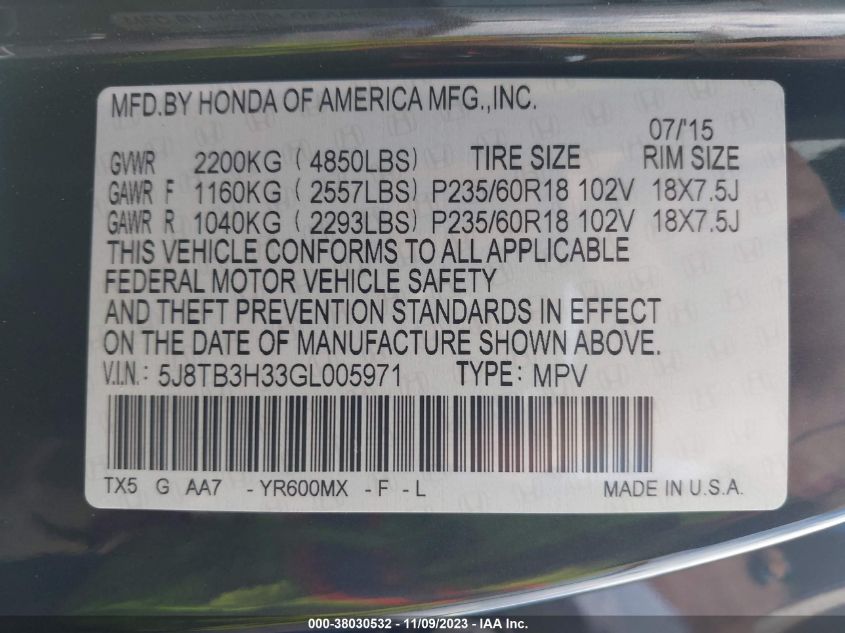 MFD.BY HONDA OF AMERICA MFG.,INC.
07/'15
GVWR 2200KG ( 4850LBS) TIRE SIZE RIM SIZE
GAWR F 1160KG ( 2557LBS) P235/60R18 102V 18X7.5J
GAWR R 1040KG ( 2293LBS) P235/60R18 102V 18X7.5J
THIS VEHICLE CONFORMS TO ALL APPLICABLE
FEDERAL MOTOR VEHICLE SAFETY
AND THEFT PREVENTION STANDARDS IN EFFECT
ON THE DATE OF MANUFACTURE SHOWN ABOVE.
V.I.N.: 5J8TB3H33GL005971 TYPE: MPV
TX5 G AA7 -YR600MX -F -L MADE IN U.S.A.
000-38030532 - 11/09/2023 - IAA Inc.